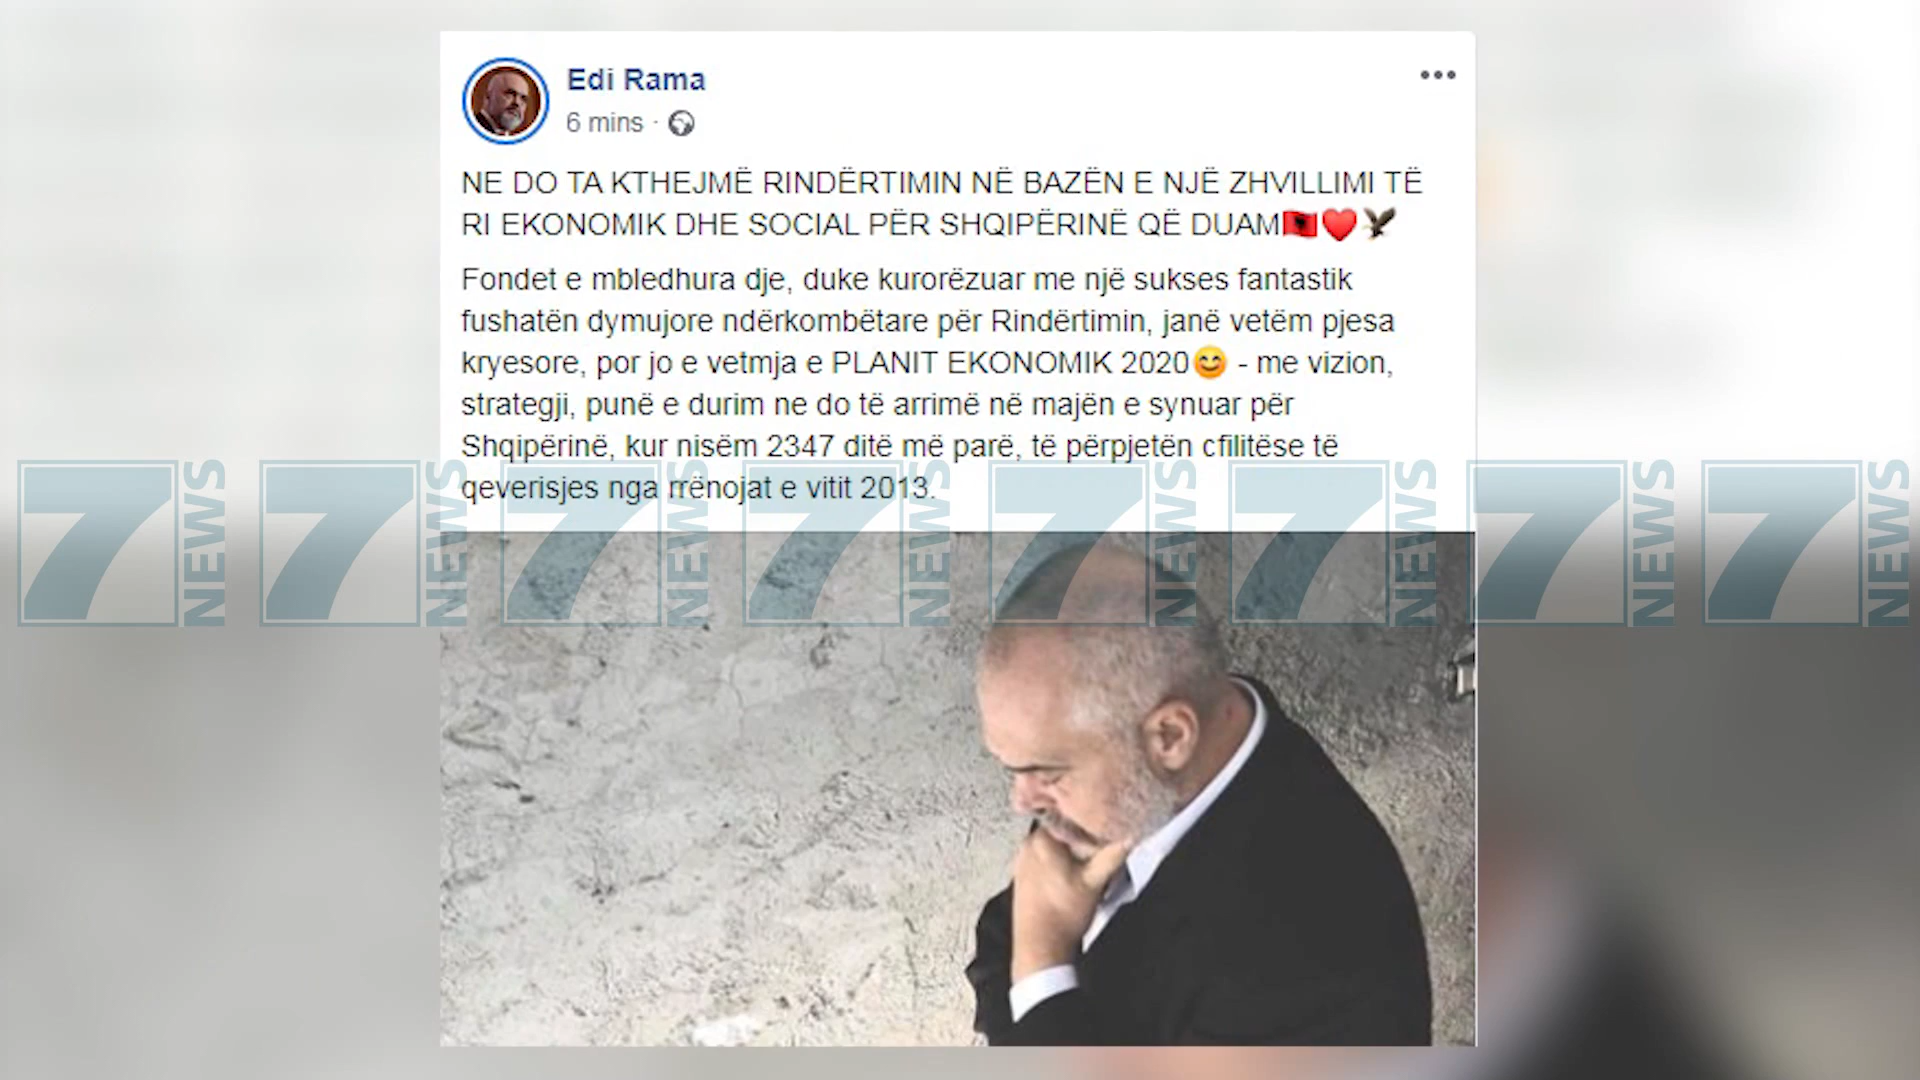 Edi Rama
6 mins ·
NE DO TA KTHEJMË RINDËRTIMIN NË BAZËN E NJË ZHVILLIMI TË
RI EKONOMIK DHE SOCIAL PËR SHQIPËRINË QË DUAM🇦🇱❤️🦅
Fondet e mbledhura dje, duke kurorëzuar me një sukses fantastik
fushatën dymujore ndërkombëtare për Rindërtimin, janë vetëm pjesa
kryesore, por jo e vetmja e PLANIT EKONOMIK 2020😊 - me vizion,
strategji, punë e durim ne do të arrimë në majën e synuar për
Shqipërinë, kur nisëm 2347 ditë më parë, të përpjetën cfilitëse të
qeverisjes nga rrënojat e vitit 2013.
7 NEWS 7 NEWS 7 NEWS 7 NEWS 7 NEWS 7 NEWS 7 NEWS 7 NEWS